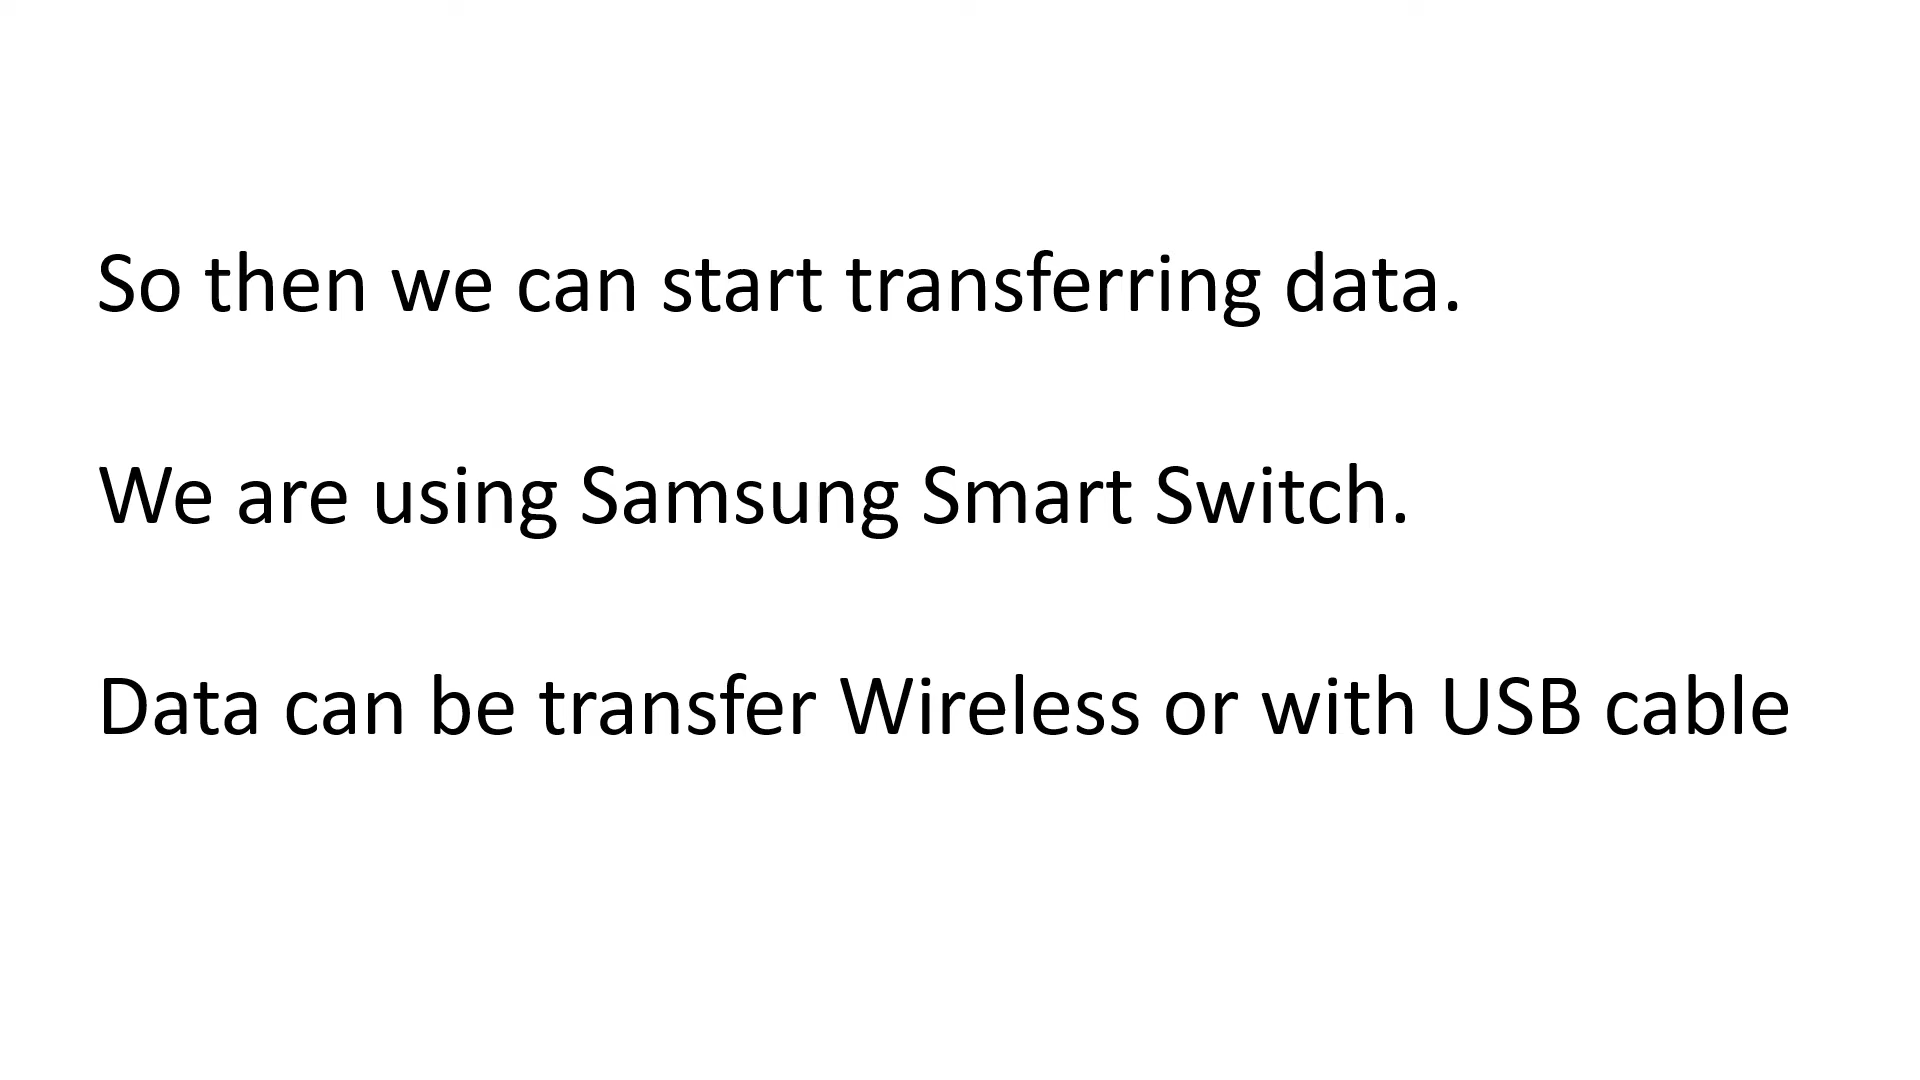 So then we can start transferring data.
We are using Samsung Smart Switch.
Data can be transfer Wireless or with USB cable